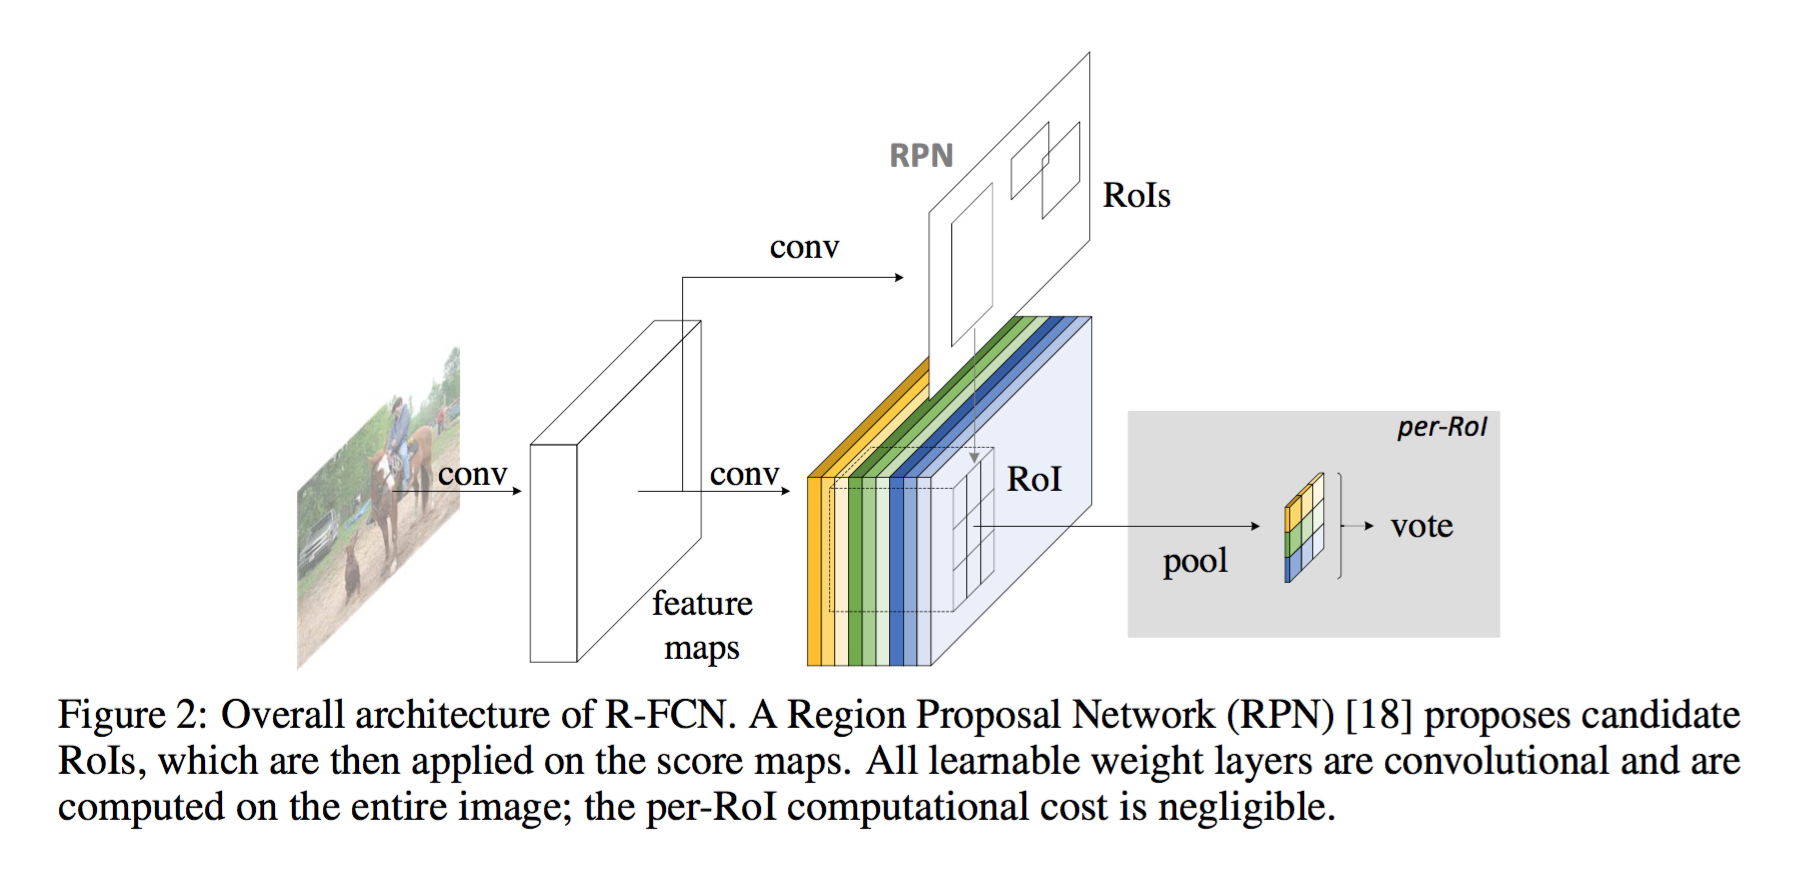 RPN
RoIs
conv
conv
conv
RoI
per-RoI
pool
vote
feature
maps
Figure 2: Overall architecture of R-FCN. A Region Proposal Network (RPN) [18] proposes candidate
RoIs, which are then applied on the score maps. All learnable weight layers are convolutional and are
computed on the entire image; the per-RoI computational cost is negligible.